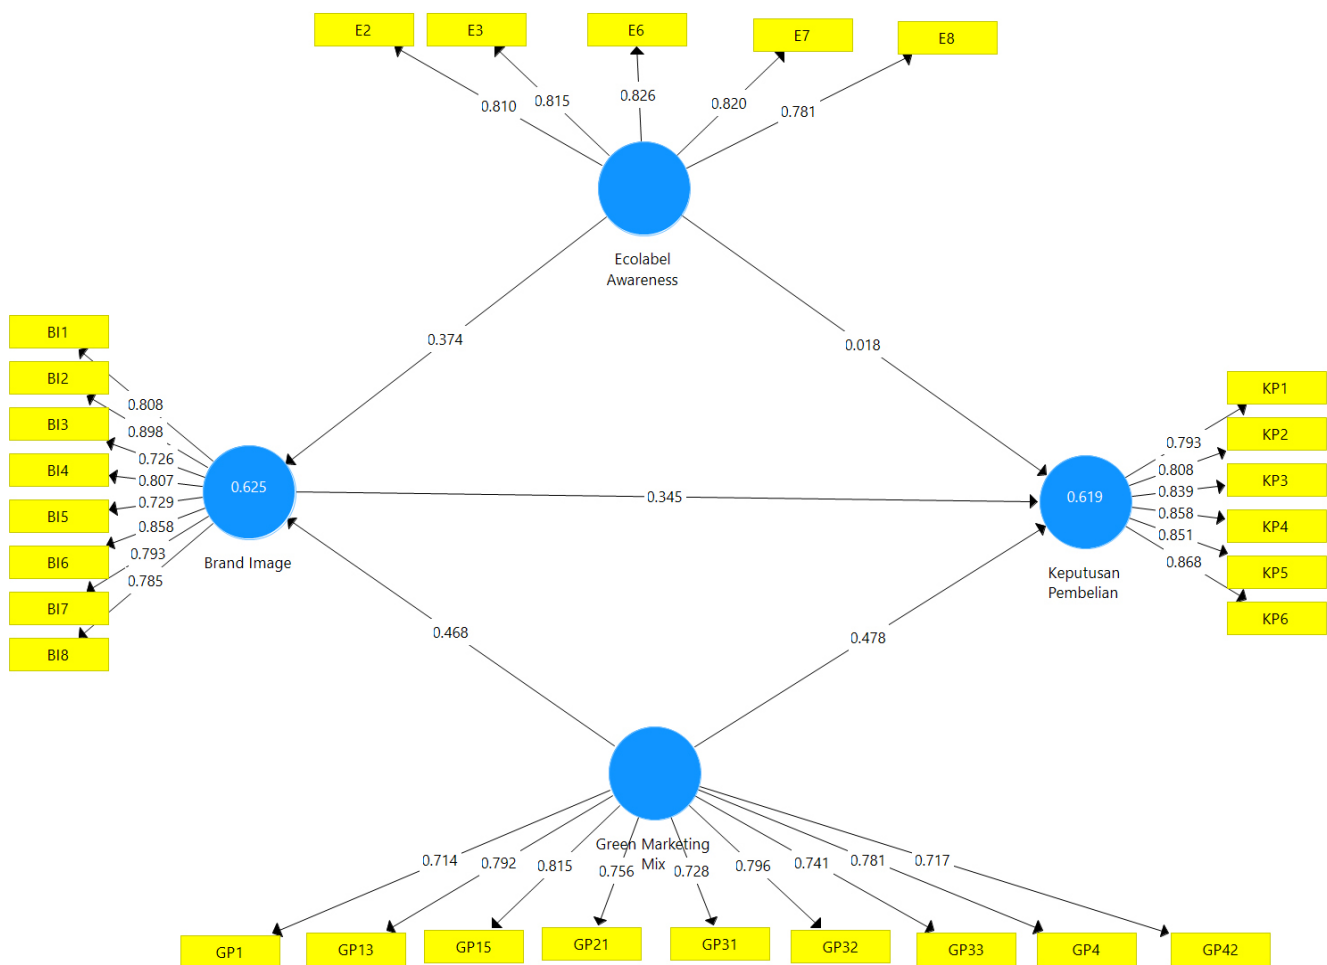 E2
E3
E6
E7
E8
0.810
0.815
0.826
0.820
0.781
Ecolabel
Awareness
0.374
0.018
BI1
BI2
BI3
BI4
BI5
BI6
BI7
BI8
0.808
0.898
0.726
0.807
0.729
0.858
0.793
0.785
0.625
Brand Image
0.345
0.619
Keputusan
Pembelian
0.793
0.808
0.839
0.858
0.851
0.868
KP1
KP2
KP3
KP4
KP5
KP6
0.468
0.478
Green Marketing
Mix
0.714
0.792
0.815
0.756
0.728
0.796
0.741
0.781
0.717
GP1
GP13
GP15
GP21
GP31
GP32
GP33
GP4
GP42